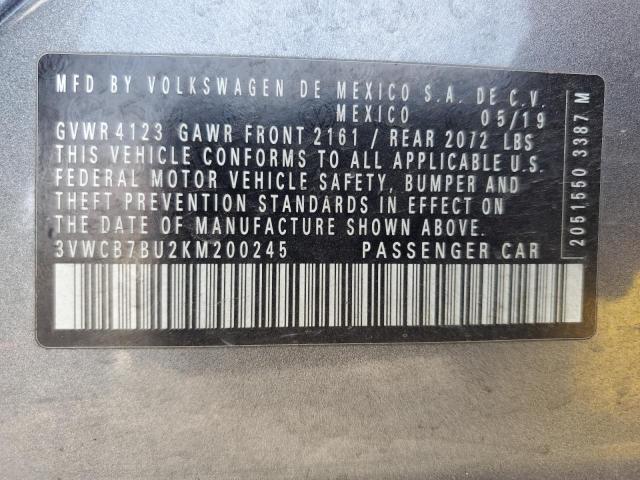 MFD BY VOLKSWAGEN DE MEXICO S.A. DE C.V.
MEXICO 05/19
GVWR 4123 GAWR FRONT 2161 / REAR 2072 LBS
THIS VEHICLE CONFORMS TO ALL APPLICABLE U.S.
FEDERAL MOTOR VEHICLE SAFETY, BUMPER AND
THEFT PREVENTION STANDARDS IN EFFECT ON
THE DATE OF MANUFACTURE SHOWN ABOVE.
3VWCB7BU2KM200245 PASSENGER CAR
2051550 3387 M